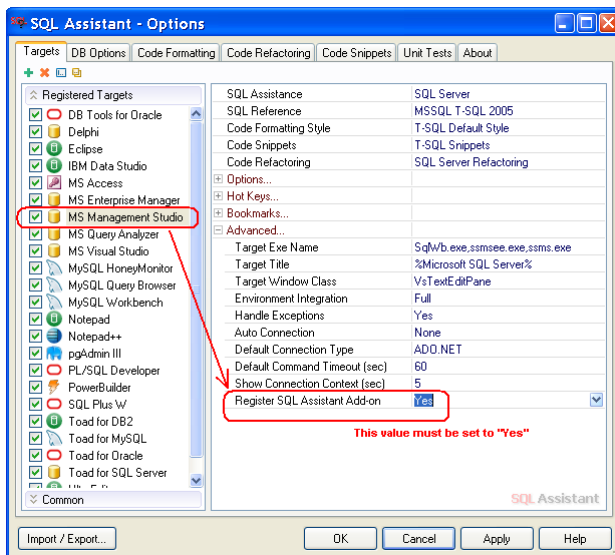 SQL Assistant - Options
Targets DB Options Code Formatting Code Refactoring Code Snippets Unit Tests About
Registered Targets
DB Tools for Oracle
Delphi
Eclipse
IBM Data Studio
MS Access
MS Enterprise Manager
MS Management Studio
MS Query Analyzer
MS Visual Studio
MySQL HoneyMonitor
MySQL Query Browser
MySQL Workbench
Notepad
Notepad++
pgAdmin III
PL/SQL Developer
PowerBuilder
SQL Plus W
Toad for DB2
Toad for MySQL
Toad for Oracle
Toad for SQL Server
Common
SQL Assistance SQL Server
SQL Reference MSSQL T-SQL 2005
Code Formatting Style T-SQL Default Style
Code Snippets T-SQL Snippets
Code Refactoring SQL Server Refactoring
Options...
Hot Keys...
Bookmarks...
Advanced...
Target Exe Name SqlWb.exe,ssmsee.exe,ssms.exe
Target Title %Microsoft SQL Server%
Target Window Class VsTextEditPane
Environment Integration Full
Handle Exceptions Yes
Auto Connection None
Default Connection Type ADO.NET
Default Command Timeout (sec) 60
Show Connection Context (sec) 5
Register SQL Assistant Add-on Yes
This value must be set to "Yes"
SQL Assistant
Import / Export... OK Cancel Apply Help